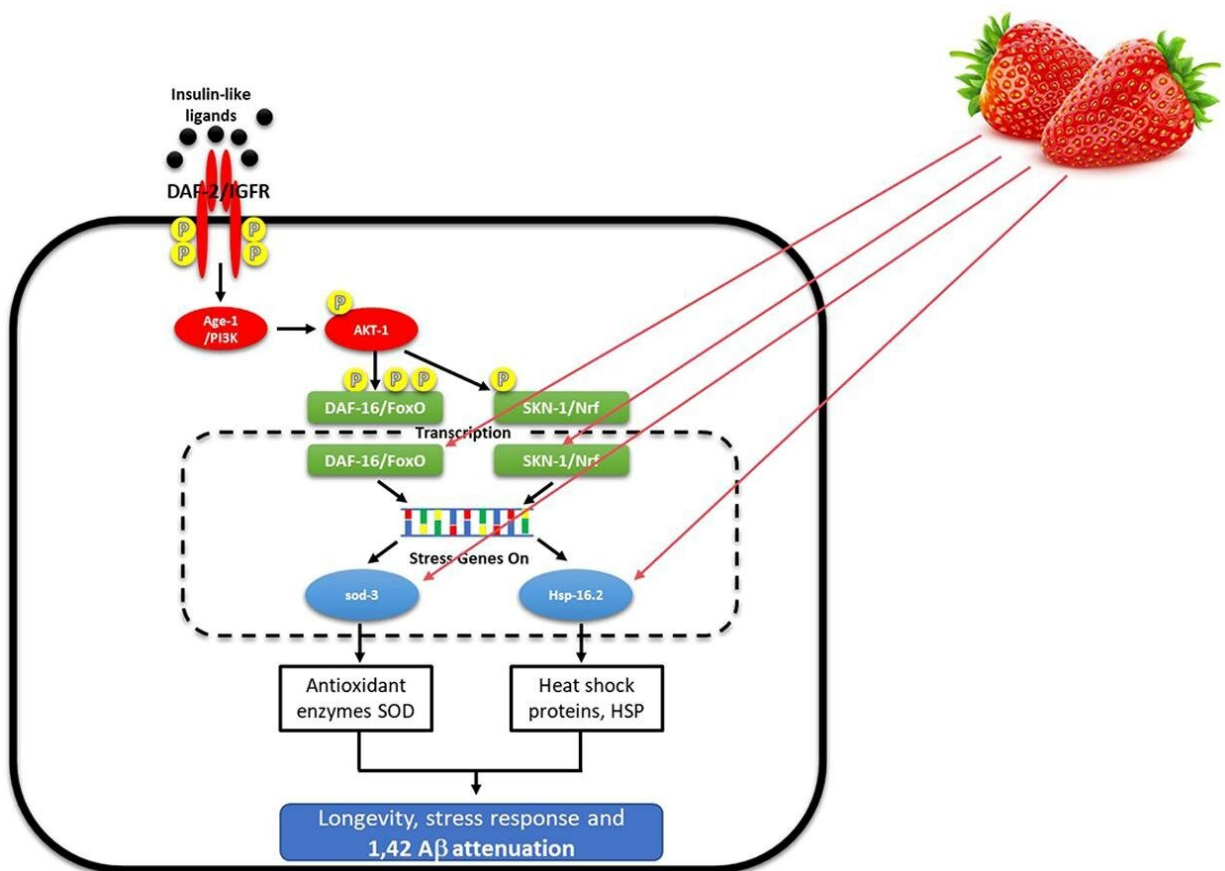 Insulin-like
ligands
DAF-2/IGFR
P
P
P
P
Age-1
/PI3K
P
AKT-1
P
P
P
P
DAF-16/FoxO
SKN-1/Nrf
Transcription
DAF-16/FoxO
SKN-1/Nrf
Stress Genes On
sod-3
Hsp-16.2
Antioxidant
enzymes SOD
Heat shock
proteins, HSP
Longevity, stress response and
1,42 Aβ attenuation